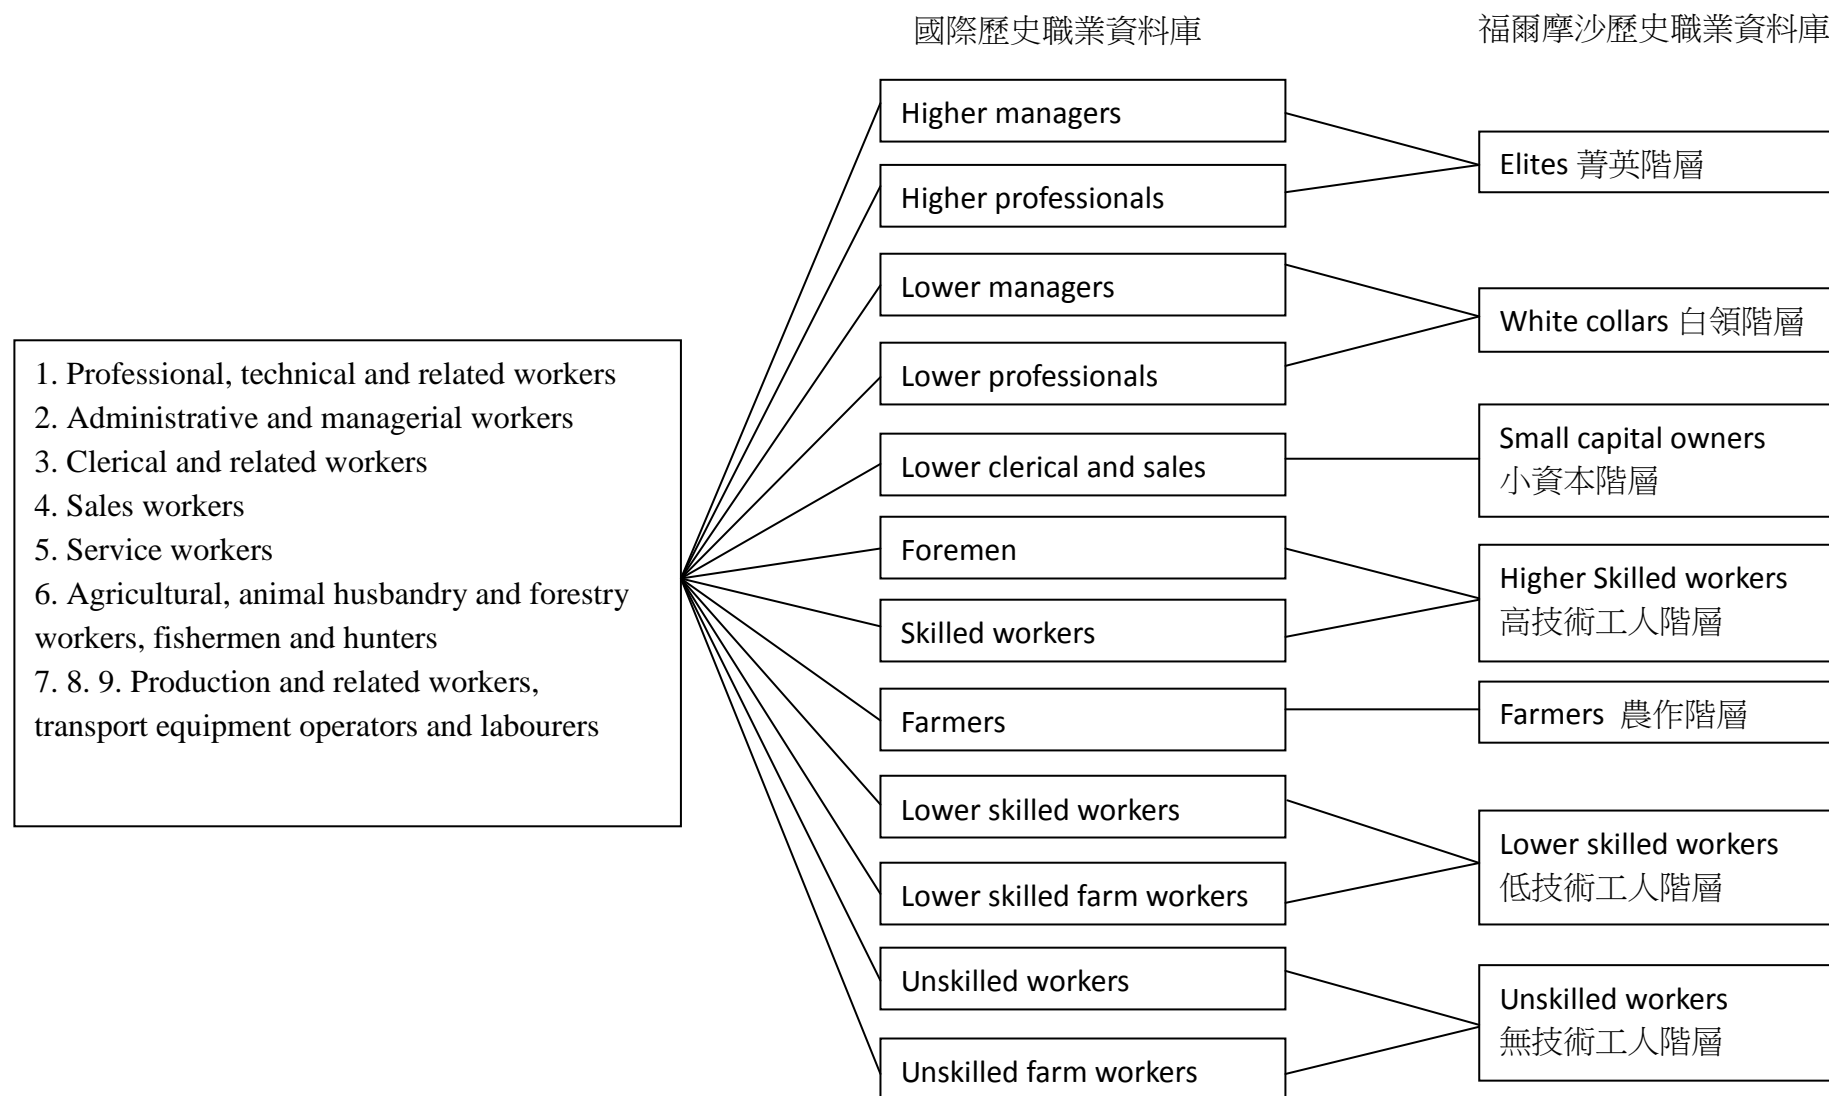 國際歷史職業資料庫
福爾摩沙歷史職業資料庫
1. Professional, technical and related workers
2. Administrative and managerial workers
3. Clerical and related workers
4. Sales workers
5. Service workers
6. Agricultural, animal husbandry and forestry
workers, fishermen and hunters
7. 8. 9. Production and related workers,
transport equipment operators and labourers
Higher managers
Higher professionals
Lower managers
Lower professionals
Lower clerical and sales
Foremen
Skilled workers
Farmers
Lower skilled workers
Lower skilled farm workers
Unskilled workers
Unskilled farm workers
Elites 菁英階層
White collars 白領階層
Small capital owners
小資本階層
Higher Skilled workers
高技術工人階層
Farmers 農作階層
Lower skilled workers
低技術工人階層
Unskilled workers
無技術工人階層